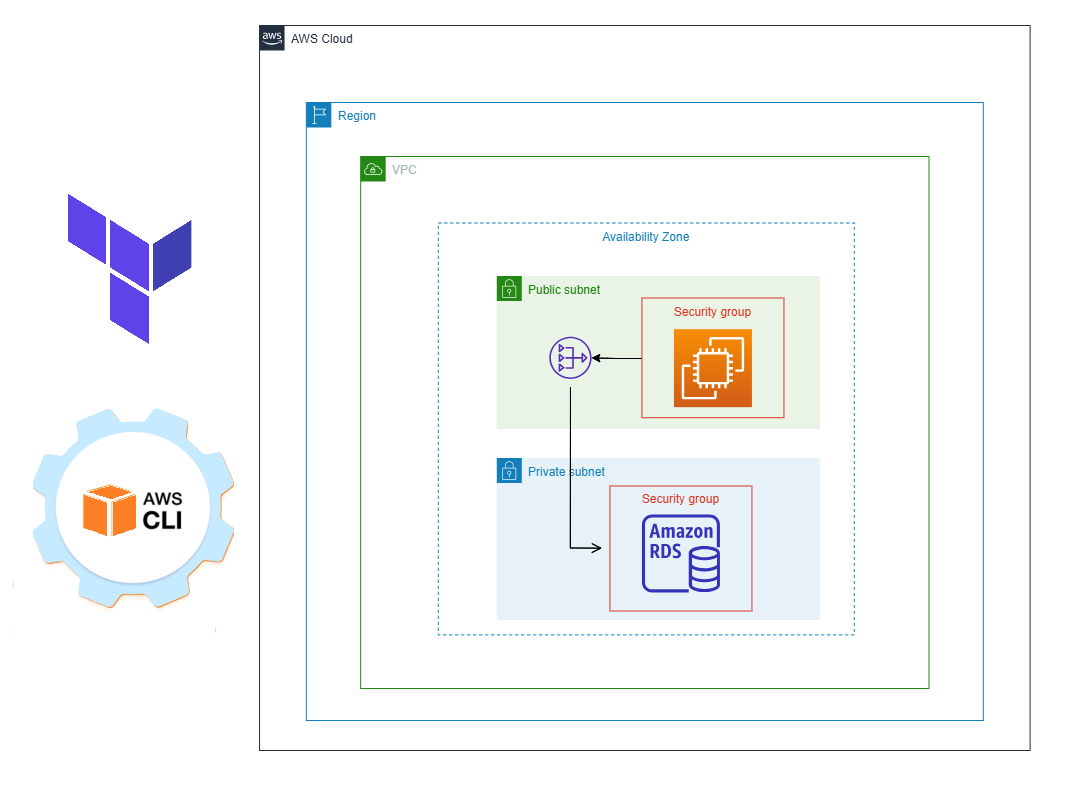 aws
AWS Cloud
Region
VPC
Availability Zone
Public subnet
Security group
Private subnet
Security group
Amazon
RDS
AWS
CLI